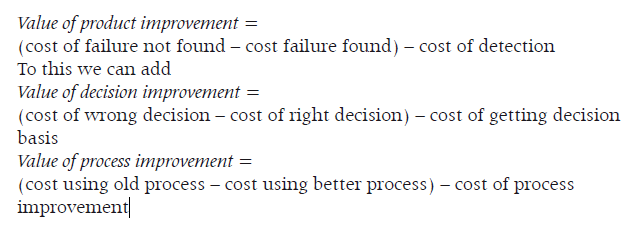 Value of product improvement =
(cost of failure not found – cost failure found) – cost of detection
To this we can add
Value of decision improvement =
(cost of wrong decision – cost of right decision) – cost of getting decision
basis
Value of process improvement =
(cost using old process – cost using better process) – cost of process
improvement